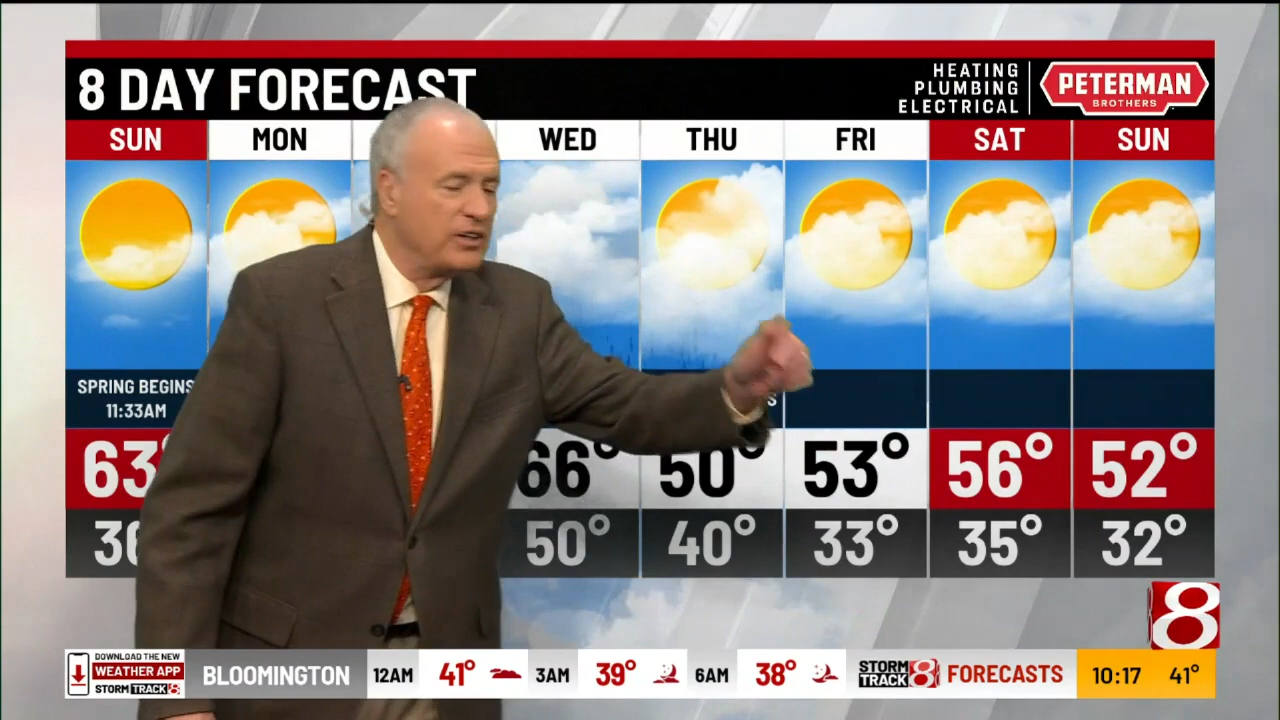 8 DAY FORECAST
HEATING
PLUMBING
ELECTRICAL
PETERMAN
BROTHERS
SUN MON WED THU FRI SAT SUN
SPRING BEGINS
11:33AM
63° 66° 50° 53° 56° 52°
36 50° 40° 33° 35° 32°
8
DOWNLOAD THE NEW
WEATHER APP
STORM TRACK 8
BLOOMINGTON 12AM 41° 3AM 39° 6AM 38° STORM TRACK 8 FORECASTS 10:17 41°